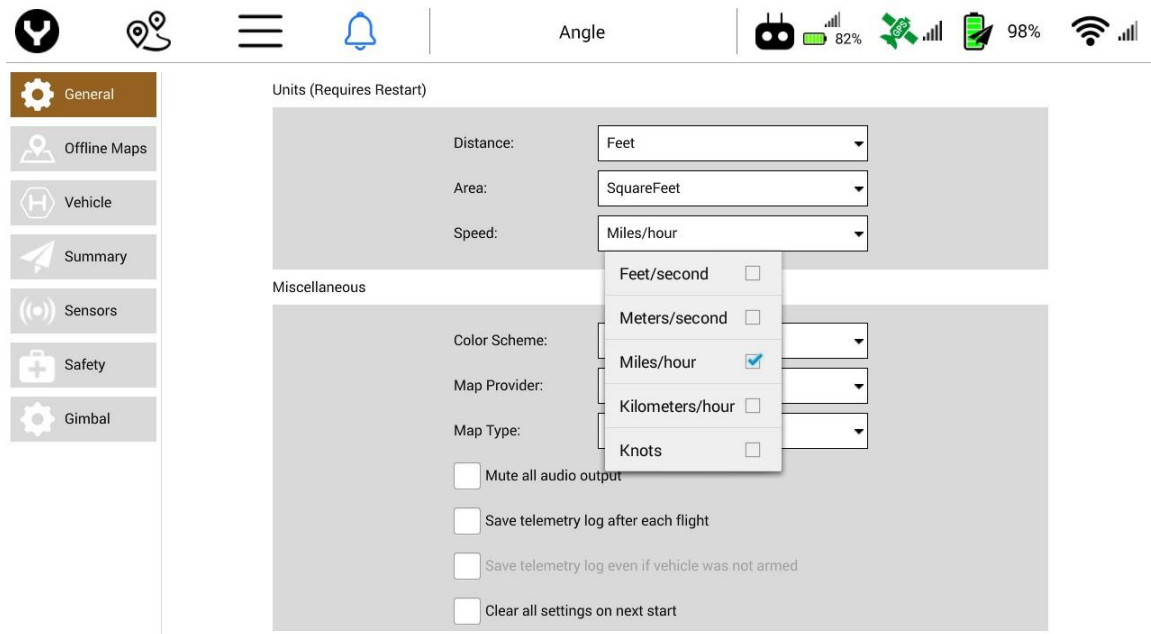 Angle
82%
GPS
98%
General
Offline Maps
Vehicle
Summary
Sensors
Safety
Gimbal
Units (Requires Restart)
Distance: Feet
Area: SquareFeet
Speed: Miles/hour
Feet/second
Meters/second
Miles/hour
Kilometers/hour
Knots
Miscellaneous
Color Scheme:
Map Provider:
Map Type:
Mute all audio output
Save telemetry log after each flight
Save telemetry log even if vehicle was not armed
Clear all settings on next start